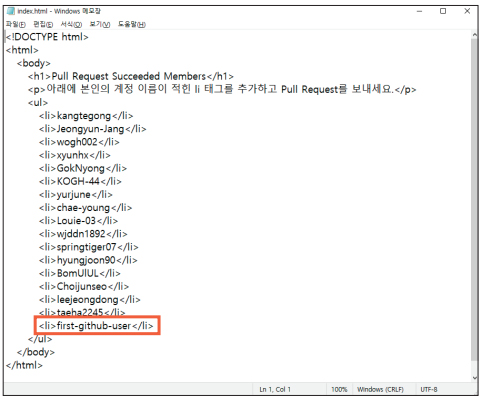 index.html - Windows 메모장
파일(F) 편집(E) 서식(O) 보기(V) 도움말(H)
<!DOCTYPE html>
<html>
<body>
<h1>Pull Request Succeeded Members</h1>
<p>아래에 본인의 계정 이름이 적힌 li 태그를 추가하고 Pull Request를 보내세요.</p>
<ul>
<li>kangtegong</li>
<li>Jeongyun-Jang</li>
<li>wogh002</li>
<li>xyunhx</li>
<li>GokNyong</li>
<li>KOGH-44</li>
<li>yurjune</li>
<li>chae-young</li>
<li>Louie-03</li>
<li>wjddn1892</li>
<li>springtiger07</li>
<li>hyungjoon90</li>
<li>BomUlUL</li>
<li>Choijunseo</li>
<li>leejeongdong</li>
<li>taeha2245</li>
<li>first-github-user</li>
</ul>
</body>
</html>
Ln 1, Col 1 100% Windows (CRLF) UTF-8